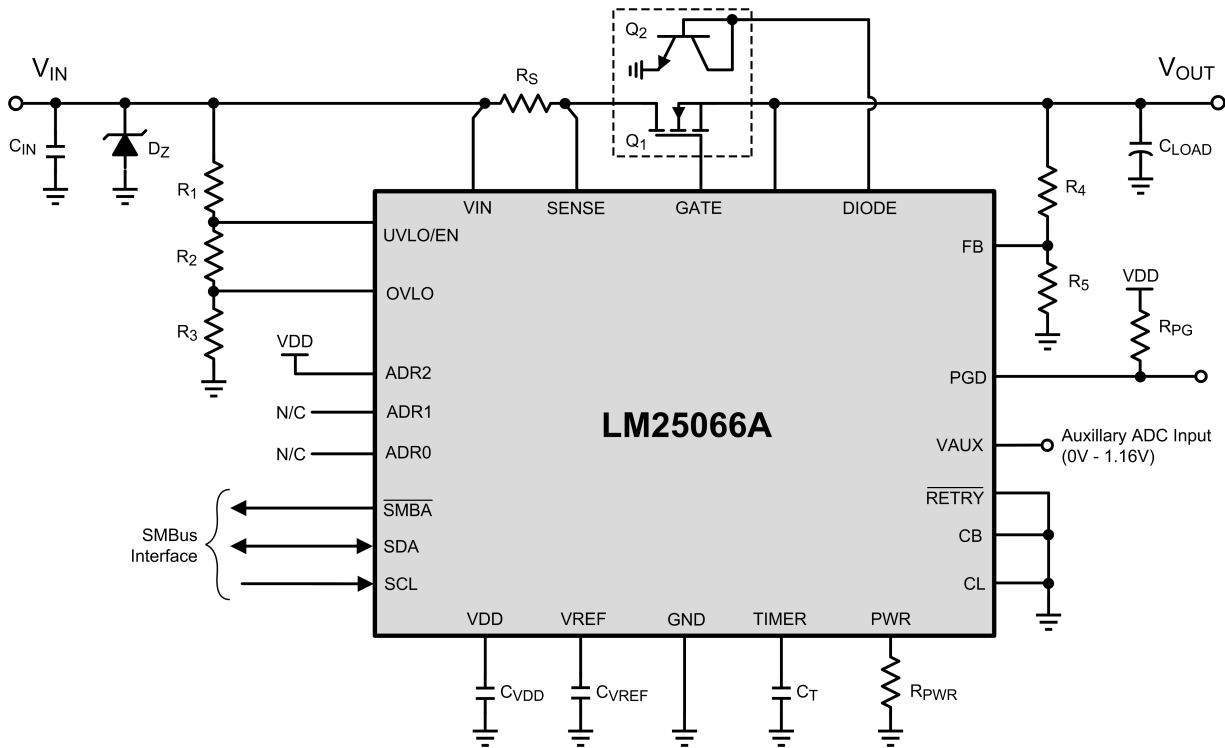 Q2
VIN
RS
VOUT
CIN
DZ
Q1
CLOAD
R1
VIN
SENSE
GATE
DIODE
R4
UVLO/EN
FB
R2
OVLO
R5
VDD
R3
RPG
VDD
ADR2
PGD
N/C
ADR1
LM25066A
N/C
ADR0
VAUX
Auxillary ADC Input
(0V - 1.16V)
SMBA
RETRY
SMBus
Interface
SDA
CB
SCL
CL
VDD
VREF
GND
TIMER
PWR
CVDD
CVREF
CT
RPWR